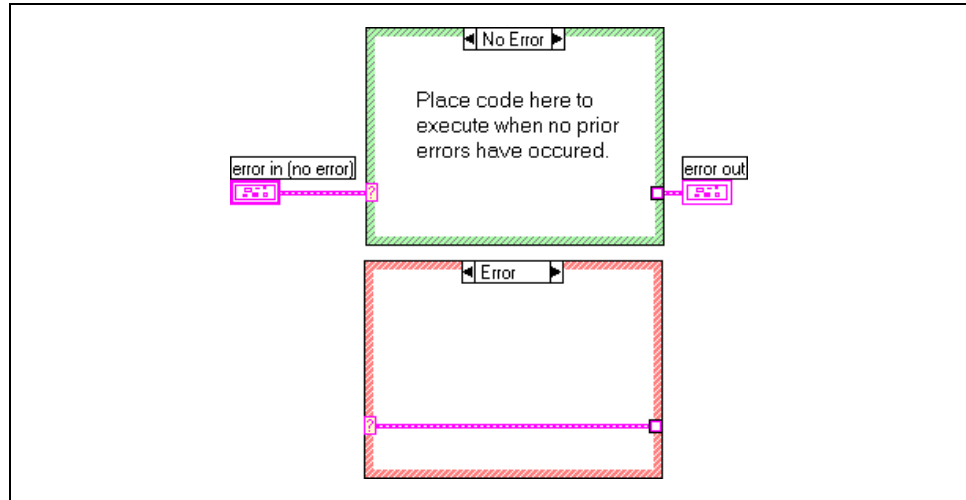 No Error
Place code here to
execute when no prior
errors have occured.
error in (no error)
error out
?
Error
?